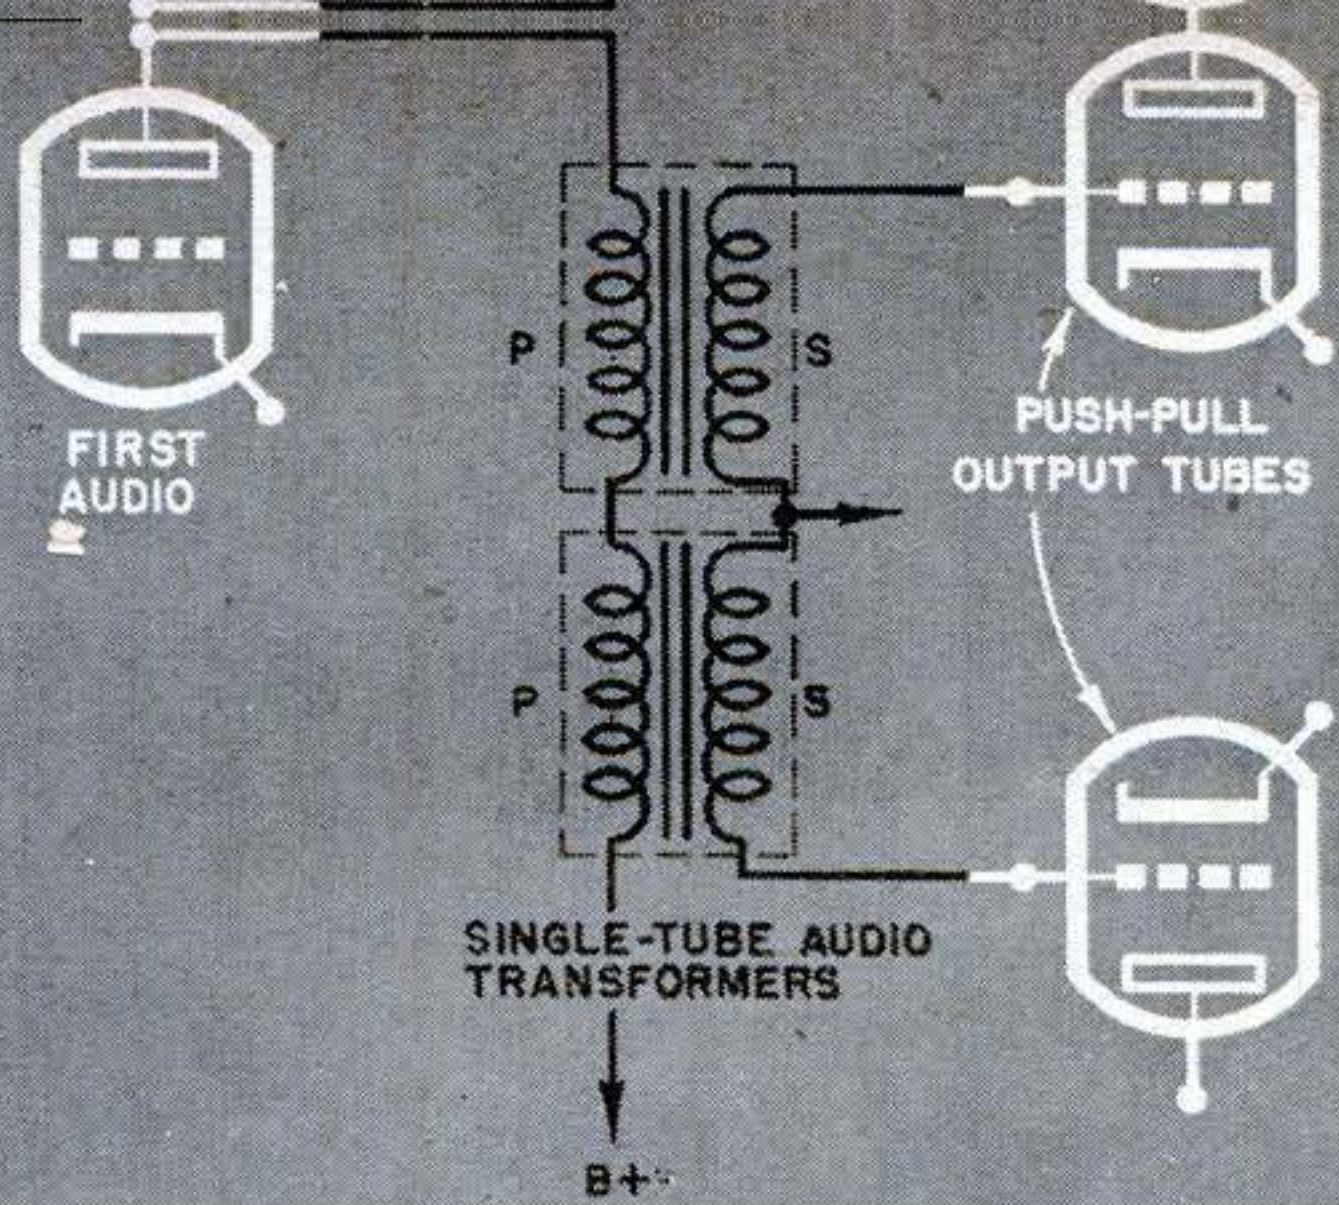 FIRST
AUDIO
P
S
PUSH-PULL
OUTPUT TUBES
P
S
SINGLE-TUBE AUDIO
TRANSFORMERS
B+